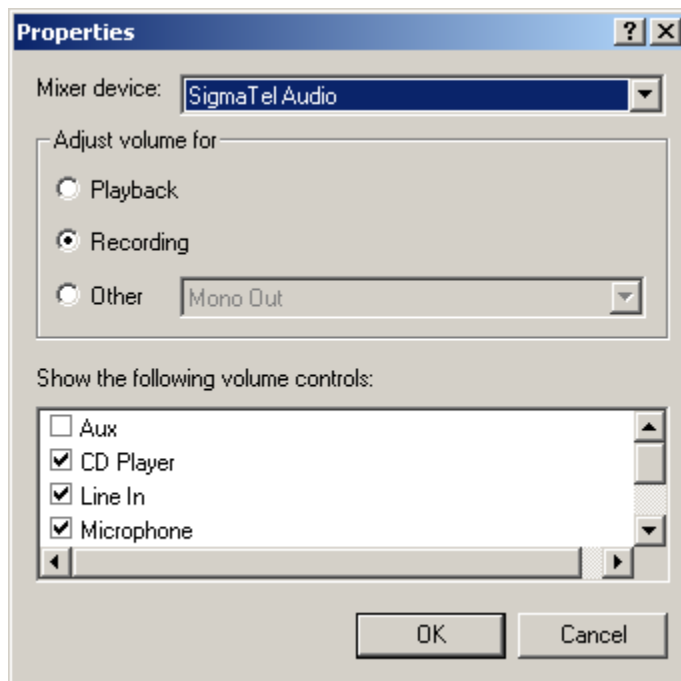 Properties
Mixer device: SigmaTel Audio
Adjust volume for
Playback
Recording
Other Mono Out
Show the following volume controls:
Aux
CD Player
Line In
Microphone
OK Cancel